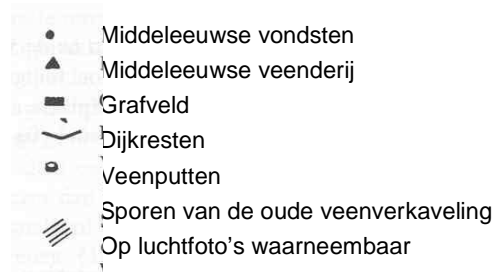 Middeleeuwse vondsten
Middeleeuwse veenderij
Grafveld
Dijkresten
Veenputten
Sporen van de oude veenverkaveling
Op luchtfoto's waarneembaar